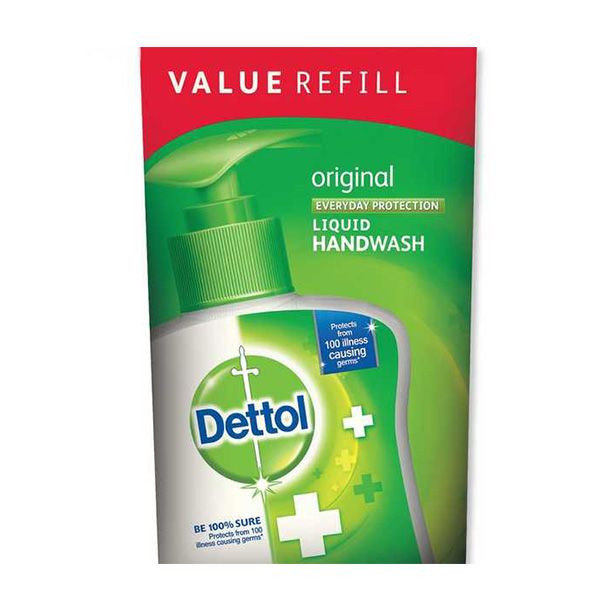 VALUE REFILL
original
EVERYDAY PROTECTION
LIQUID
HANDWASH
Protects
from
100 illness
causing
germs*
Dettol
BE 100% SURE
Protects from 100
illness causing germs*